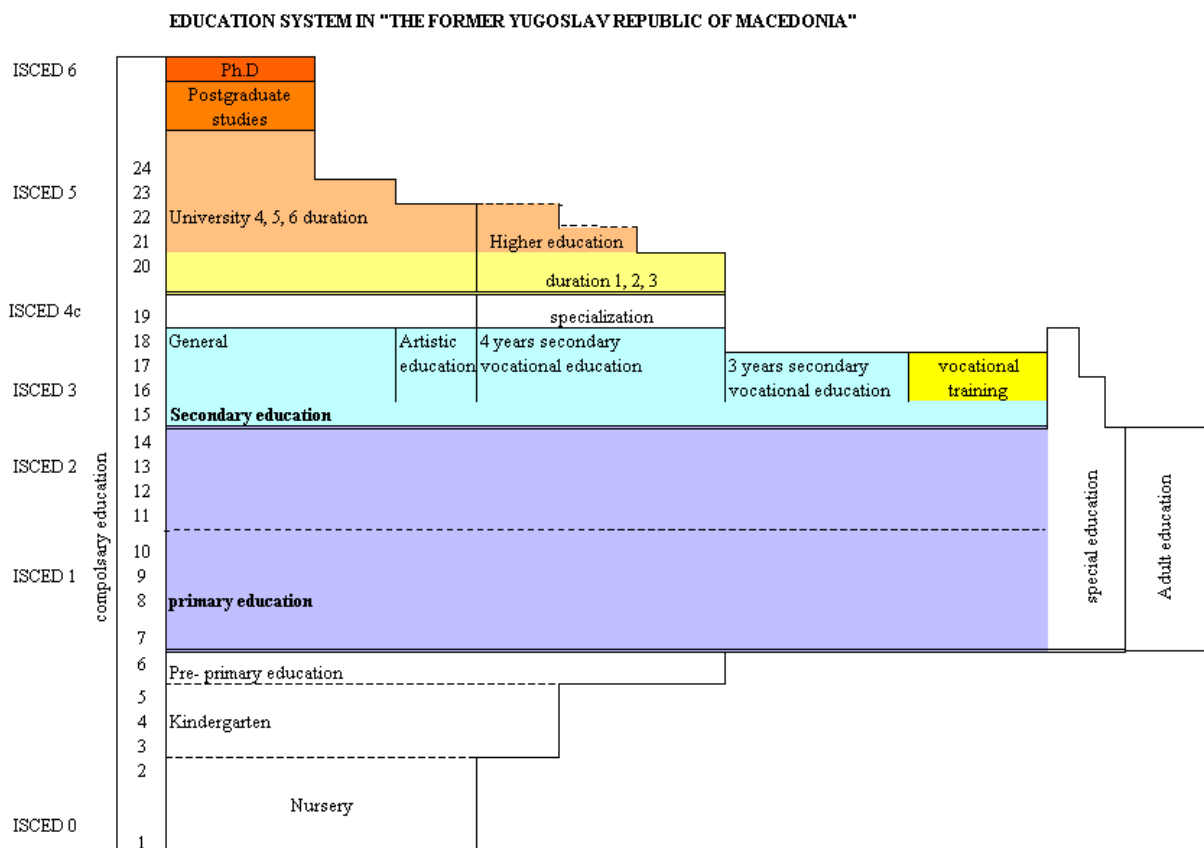 EDUCATION SYSTEM IN "THE FORMER YUGOSLAV REPUBLIC OF MACEDONIA"
ISCED 6
Ph.D
Postgraduate
studies
24
ISCED 5
23
22
University 4, 5, 6 duration
21
Higher education
20
duration 1, 2, 3
ISCED 4c
19
specialization
18
General
Artistic
education
4 years secondary
vocational education
17
3 years secondary
vocational education
vocational
training
ISCED 3
16
15
Secondary education
14
ISCED 2
13
12
11
10
ISCED 1
9
8
primary education
7
compolsary education
special education
Adult education
6
Pre- primary education
5
4
Kindergarten
3
2
Nursery
ISCED 0
1